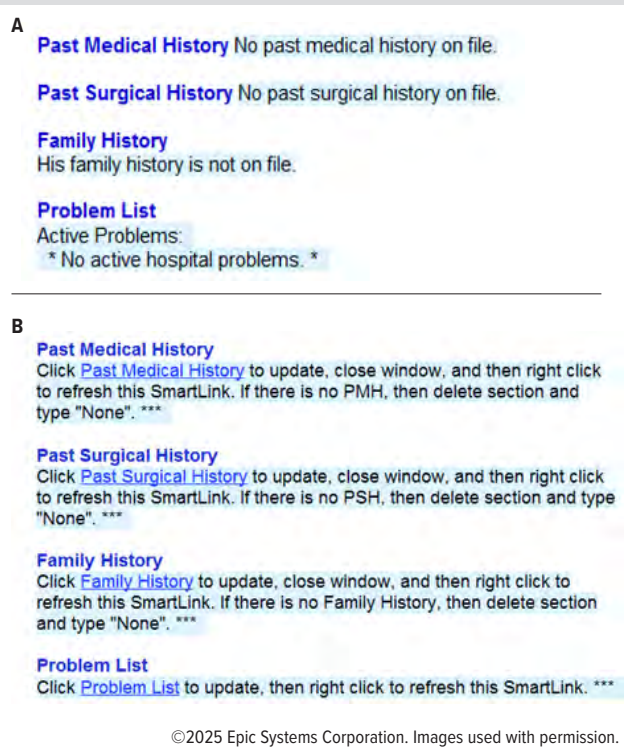 A
Past Medical History No past medical history on file.
Past Surgical History No past surgical history on file.
Family History
His family history is not on file.
Problem List
Active Problems:
* No active hospital problems. *
B
Past Medical History
Click Past Medical History to update, close window, and then right click
to refresh this SmartLink. If there is no PMH, then delete section and
type "None". ***
Past Surgical History
Click Past Surgical History to update, close window, and then right click
to refresh this SmartLink. If there is no PSH, then delete section and type
"None". ***
Family History
Click Family History to update, close window, and then right click to
refresh this SmartLink. If there is no Family History, then delete section
and type "None". ***
Problem List
Click Problem List to update, then right click to refresh this SmartLink. ***
©2025 Epic Systems Corporation. Images used with permission.